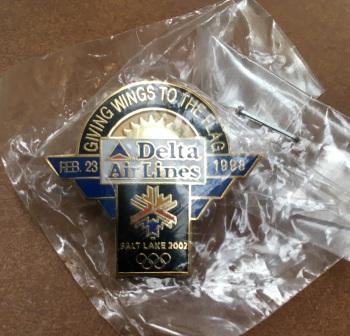 GIVING WINGS TO THE FLAG
Delta
FEB. 23
Air Lines
1998
SALT LAKE 2002